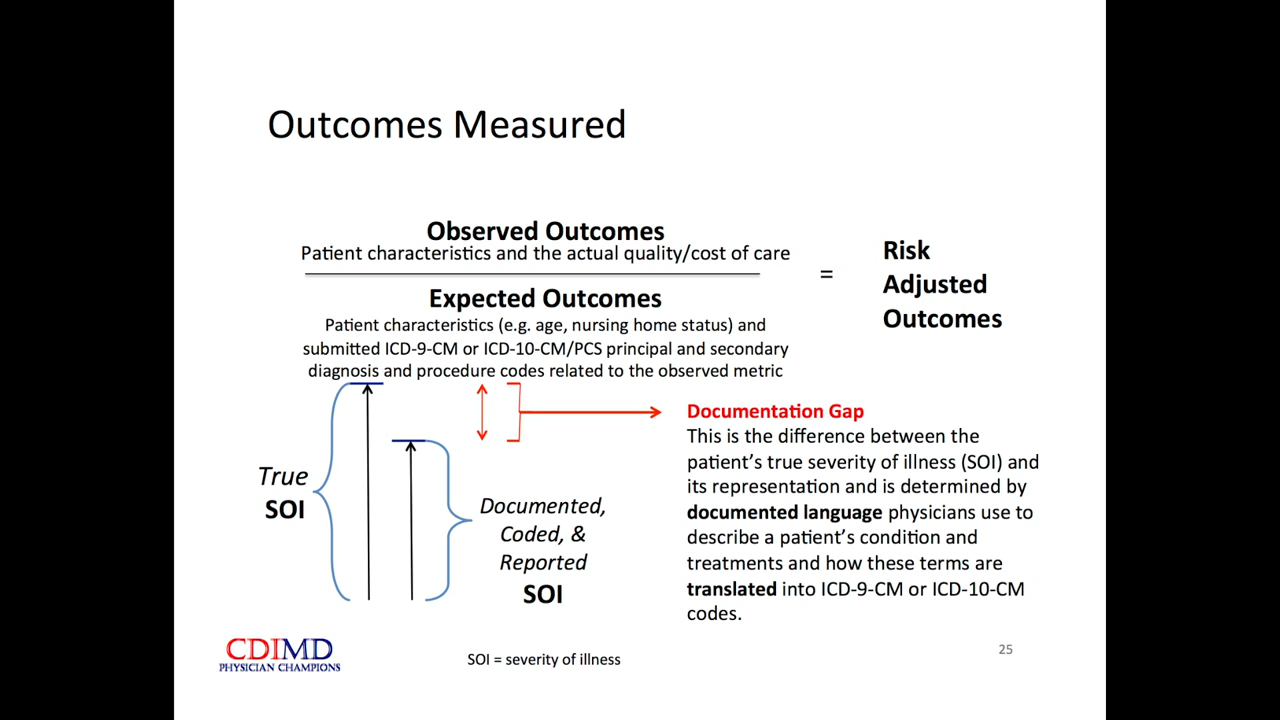 Outcomes Measured
Observed Outcomes
Patient characteristics and the actual quality/cost of care
=
Risk
Adjusted
Outcomes
Expected Outcomes
Patient characteristics (e.g. age, nursing home status) and
submitted ICD-9-CM or ICD-10-CM/PCS principal and secondary
diagnosis and procedure codes related to the observed metric
True
SOI
Documented,
Coded, &
Reported
SOI
Documentation Gap
This is the difference between the
patient's true severity of illness (SOI) and
its representation and is determined by
documented language physicians use to
describe a patient's condition and
treatments and how these terms are
translated into ICD-9-CM or ICD-10-CM
codes.
CDIMD
PHYSICIAN CHAMPIONS
SOI = severity of illness
25